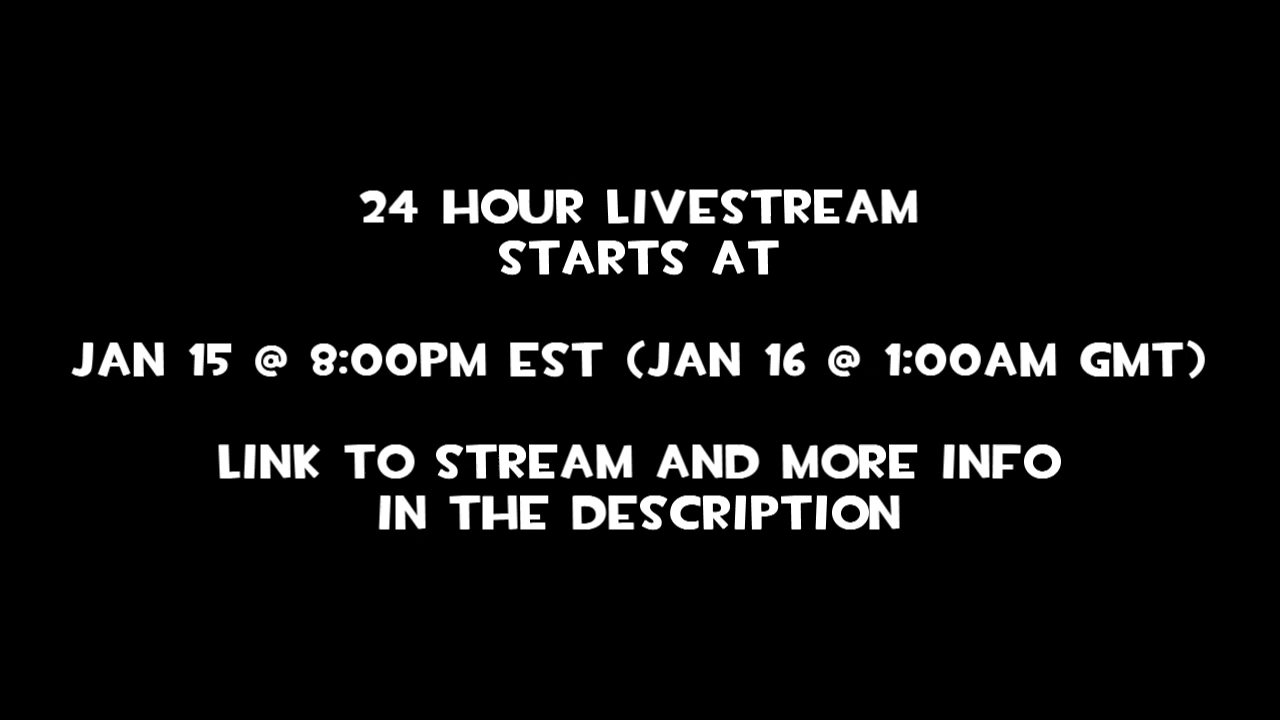 24 HOUR LIVESTREAM
STARTS AT
JAN 15 @ 8:00PM EST (JAN 16 @ 1:00AM GMT)
LINK TO STREAM AND MORE INFO
IN THE DESCRIPTION